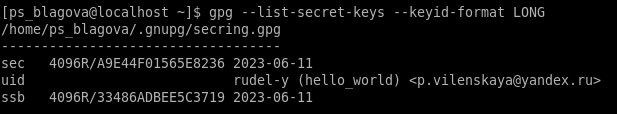 [ps_blagova@localhost ~]$ gpg --list-secret-keys --keyid-format LONG
/home/ps_blagova/.gnupg/secring.gpg
-----------------------------------
sec   4096R/A9E44F01565E8236 2023-06-11
uid                          rudel-y (hello_world) <p.vilenskaya@yandex.ru>
ssb   4096R/33486ADBEE5C3719 2023-06-11